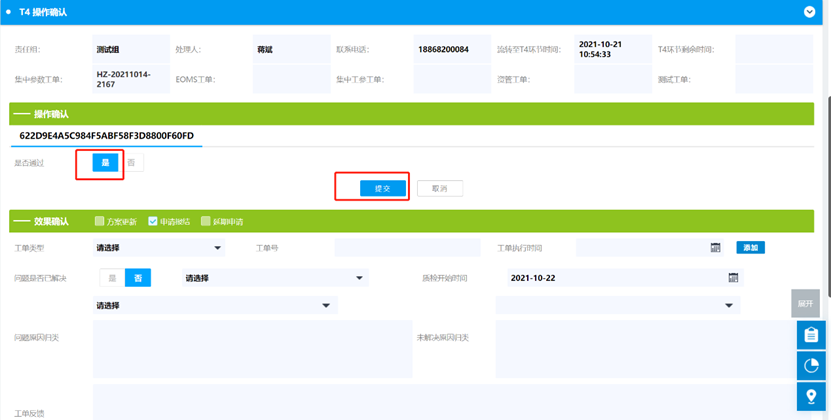 T4 操作确认
责任组: 测试组 处理人: 蒋斌 联系电话: 18868200084 流转至T4环节时间: 2021-10-21 10:54:33 T4环节剩余时间:
集中参数工单: HZ-20211014-2167 EOMS工单: 集中工参工单: 资管工单: 测试工单:
操作确认
622D9E4A5C984F5ABF58F3D8800F60FD
是否通过 是 否
提交 取消
效果确认 方案更新 申请归结 延期申请
工单类型 请选择 工单号 工单执行时间 添加
问题是否已解决 是 否 请选择 质检开始时间 2021-10-22
请选择
展开
问题原因归类 未解决原因归类
工单反馈